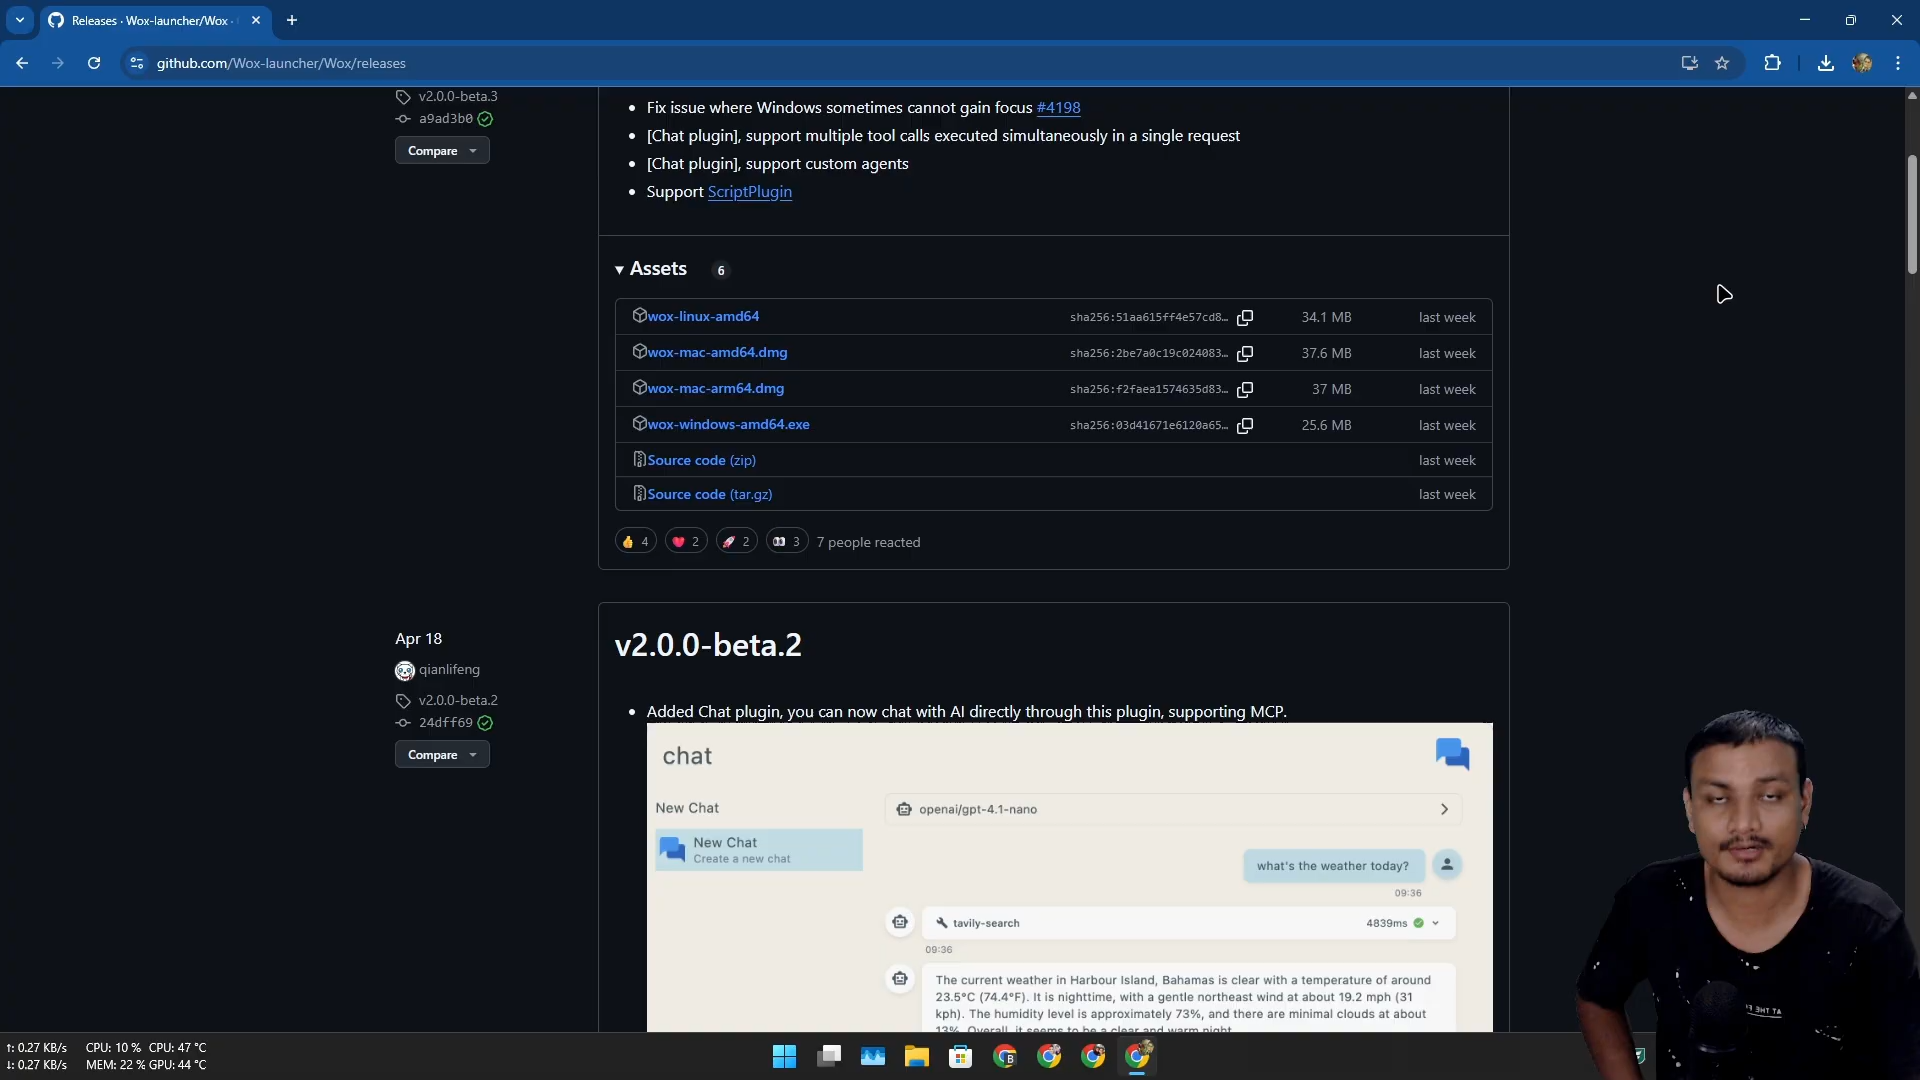 Releases · Wox-launcher/Wox ·
github.com/Wox-launcher/Wox/releases
v2.0.0-beta.3
a9ad3b0
Compare
Fix issue where Windows sometimes cannot gain focus #4198
[Chat plugin], support multiple tool calls executed simultaneously in a single request
[Chat plugin], support custom agents
Support ScriptPlugin
Assets 6
wox-linux-amd64 sha256:51aa615ff4e57cd8… 34.1 MB last week
wox-mac-amd64.dmg sha256:2be7a0c19c024083… 37.6 MB last week
wox-mac-arm64.dmg sha256:f2faea1574635d83… 37 MB last week
wox-windows-amd64.exe sha256:03d41671e6120a65… 25.6 MB last week
Source code (zip) last week
Source code (tar.gz) last week
4 2 2 3 7 people reacted
Apr 18
qianlifeng
v2.0.0-beta.2
24dff69
Compare
v2.0.0-beta.2
Added Chat plugin, you can now chat with AI directly through this plugin, supporting MCP.
chat
New Chat
New Chat
Create a new chat
openai/gpt-4.1-nano
what's the weather today?
09:36
tavily-search 4839ms
09:36
The current weather in Harbour Island, Bahamas is clear with a temperature of around
23.5°C (74.4°F). It is nighttime, with a gentle northeast wind at about 19.2 mph (31
kph). The humidity level is approximately 73%, and there are minimal clouds at about
13%. Overall, it seems to be a clear and warm night.
↑: 0.27 KB/s CPU: 10 % CPU: 47 °C
↓: 0.27 KB/s MEM: 22 % GPU: 44 °C